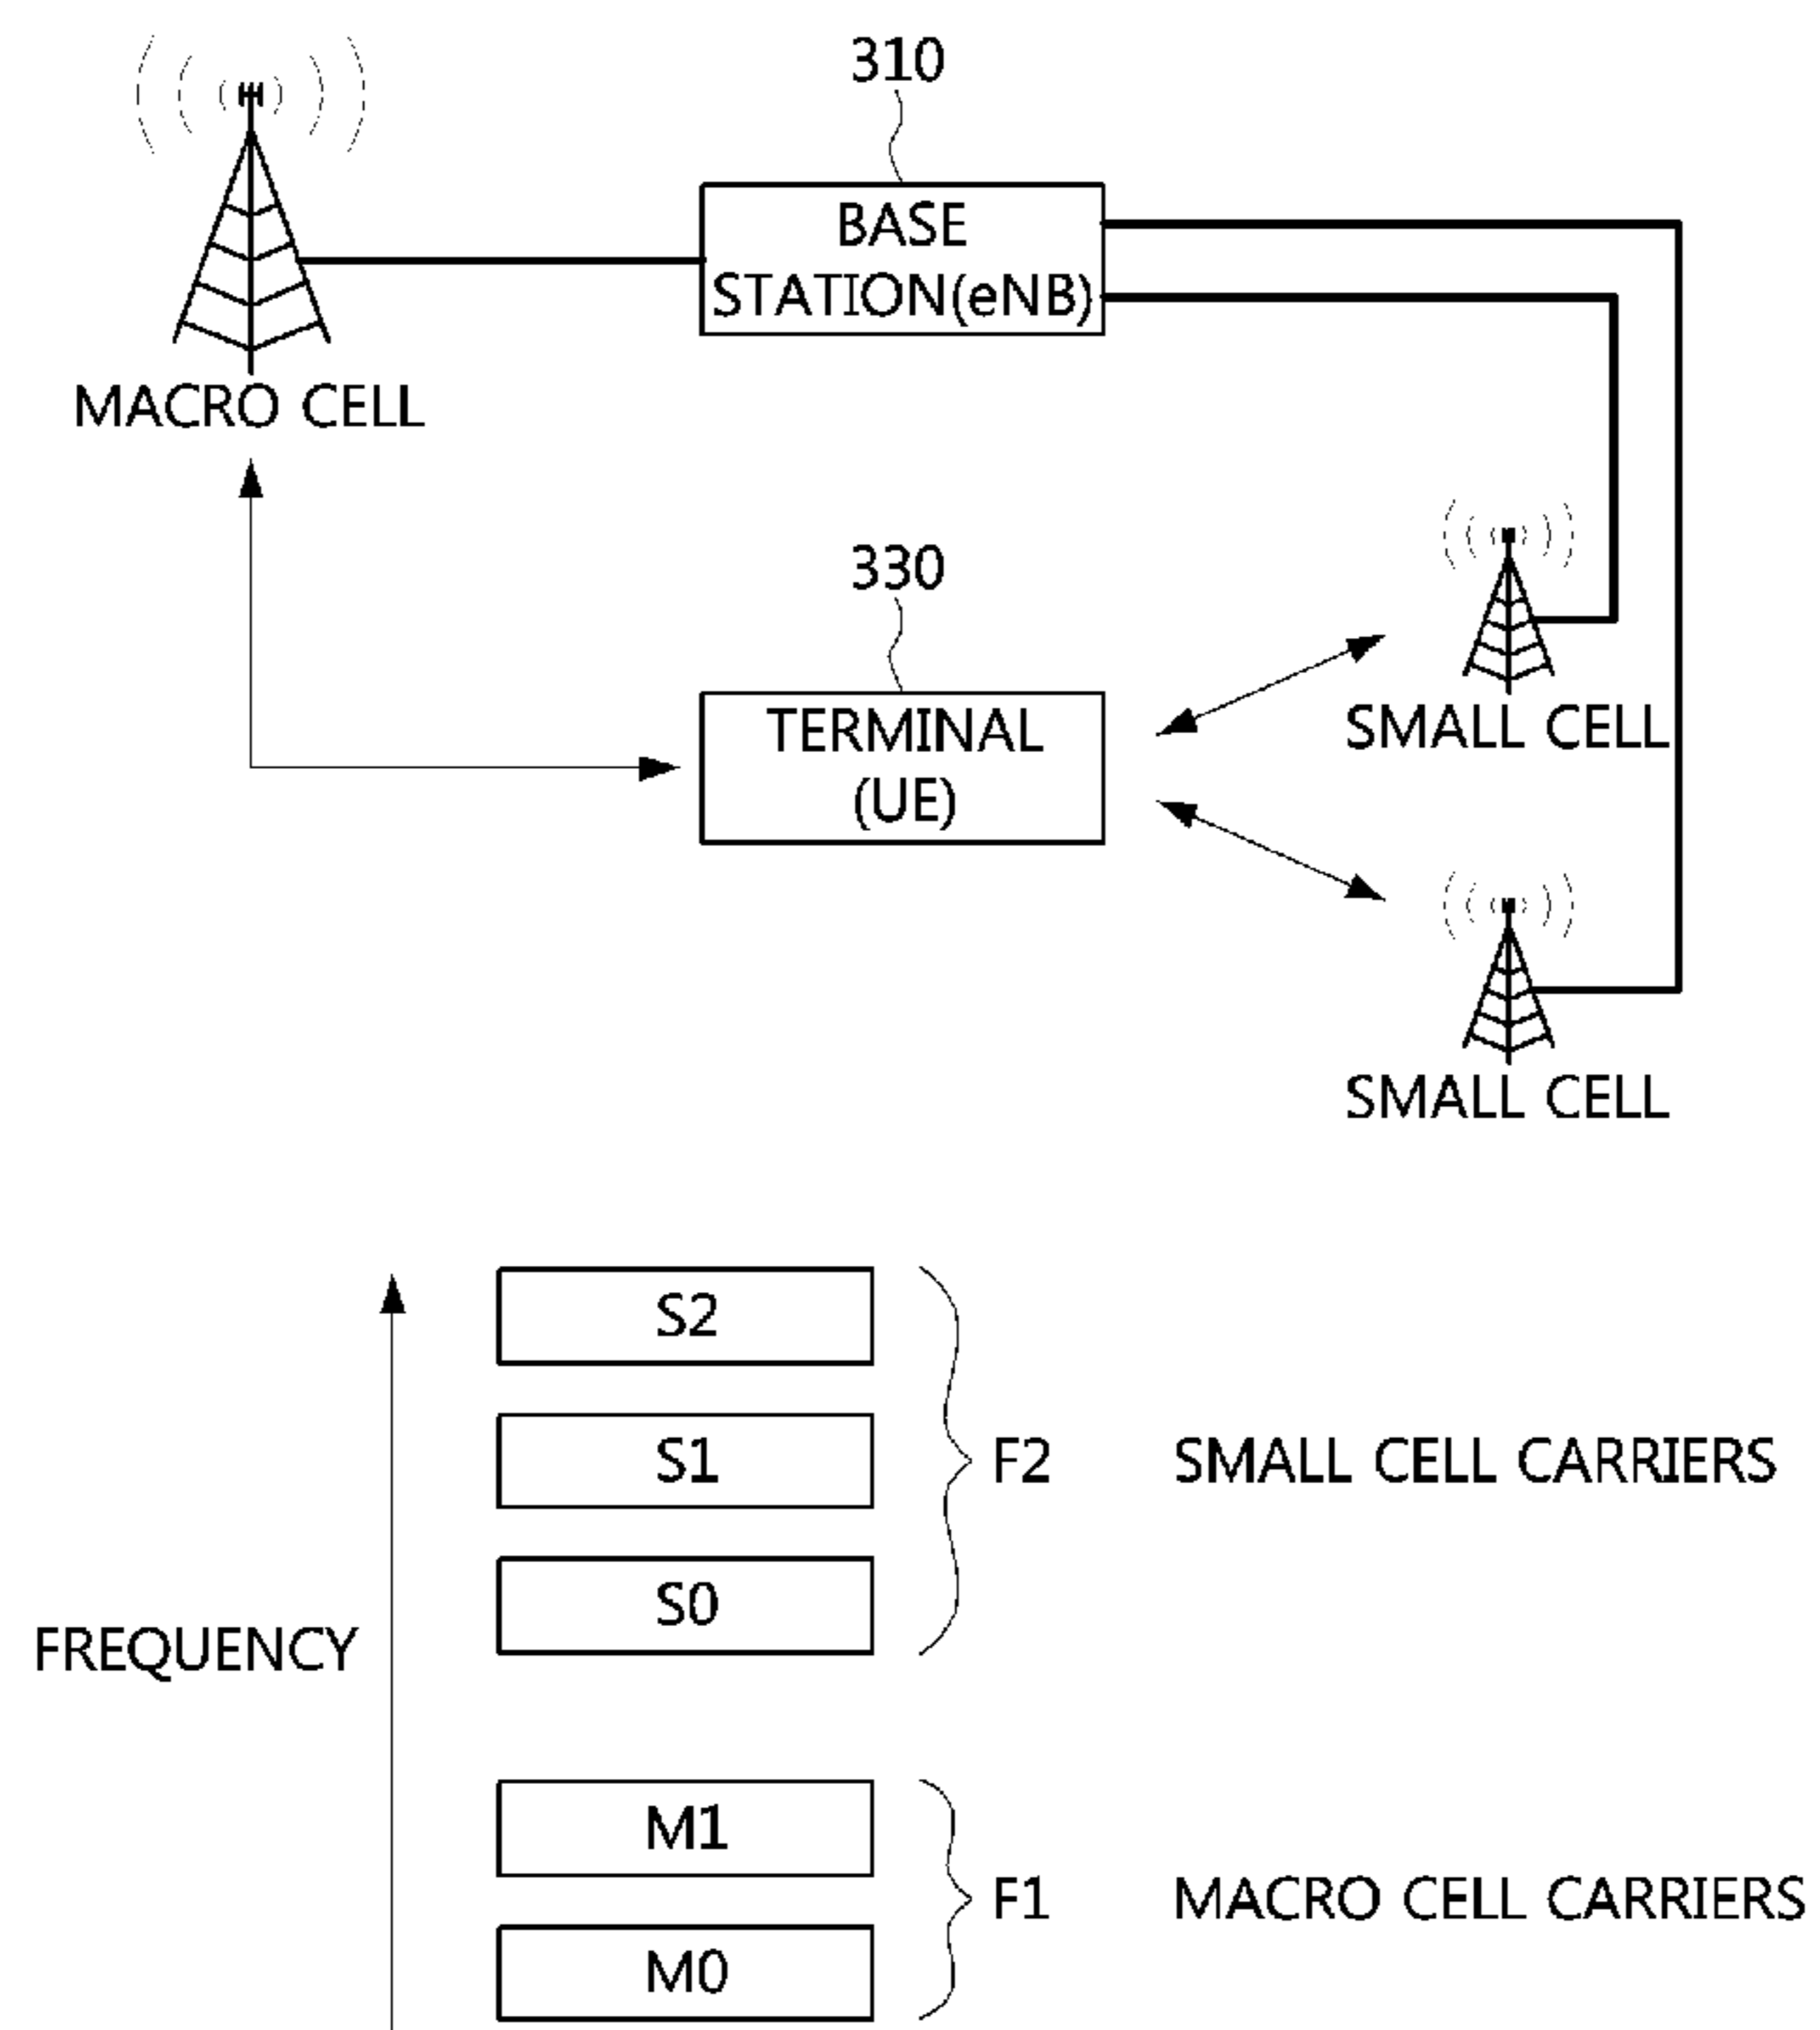 310
BASE
STATION(eNB)
MACRO CELL
330
TERMINAL
(UE)
SMALL CELL
SMALL CELL
S2
S1
F2
SMALL CELL CARRIERS
S0
FREQUENCY
M1
F1
MACRO CELL CARRIERS
M0